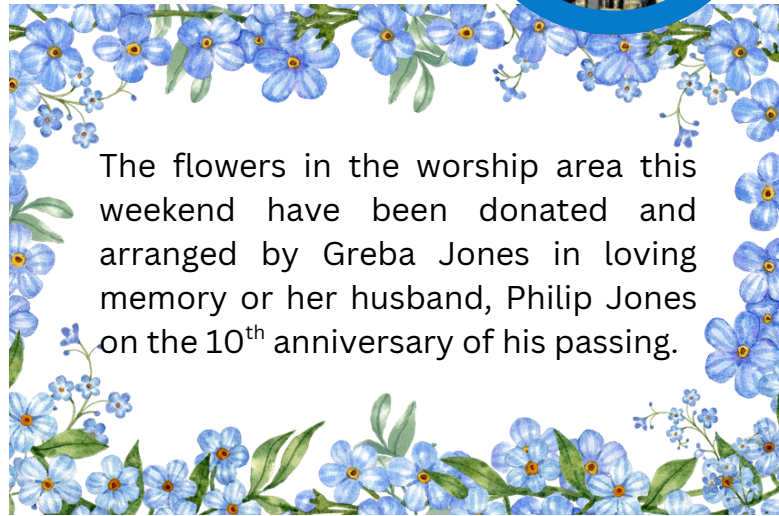 The flowers in the worship area this
weekend have been donated and
arranged by Greba Jones in loving
memory or her husband, Philip Jones
on the 10th anniversary of his passing.